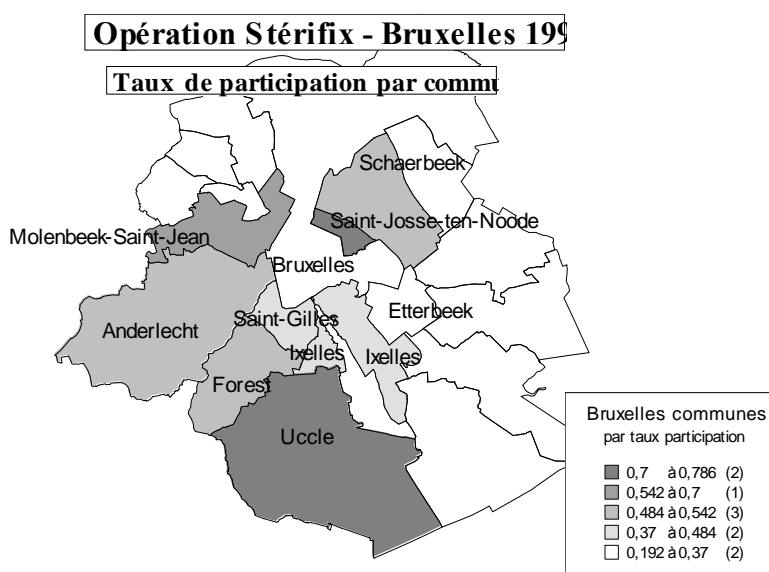 Opération Stérifix - Bruxelles 199
Taux de participation par commu
Schaerbeek
Saint-Josse-ten-Noode
Molenbeek-Saint-Jean
Bruxelles
Etterbeek
Saint-Gilles
Anderlecht
Ixelles
Ixelles
Forest
Uccle
Bruxelles communes
par taux participation
0,7 à 0,786 (2)
0,542 à 0,7 (1)
0,484 à 0,542 (3)
0,37 à 0,484 (2)
0,192 à 0,37 (2)